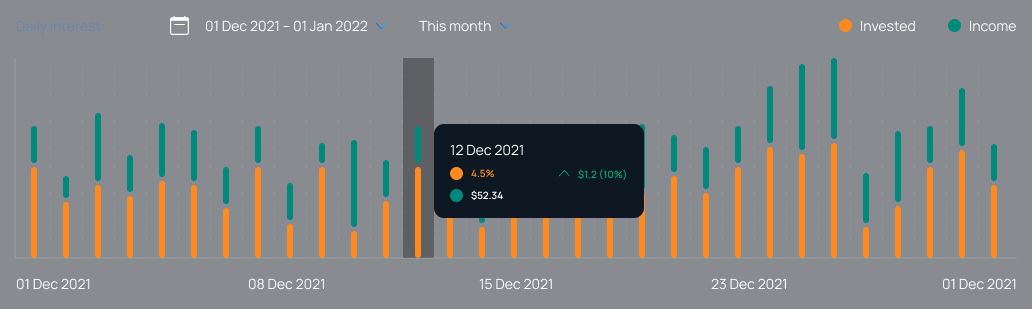 Daily interest:
01 Dec 2021 – 01 Jan 2022
This month
Invested
Income
12 Dec 2021
4.5%
$1,2 (10%)
$52.34
01 Dec 2021
08 Dec 2021
15 Dec 2021
23 Dec 2021
01 Dec 2021